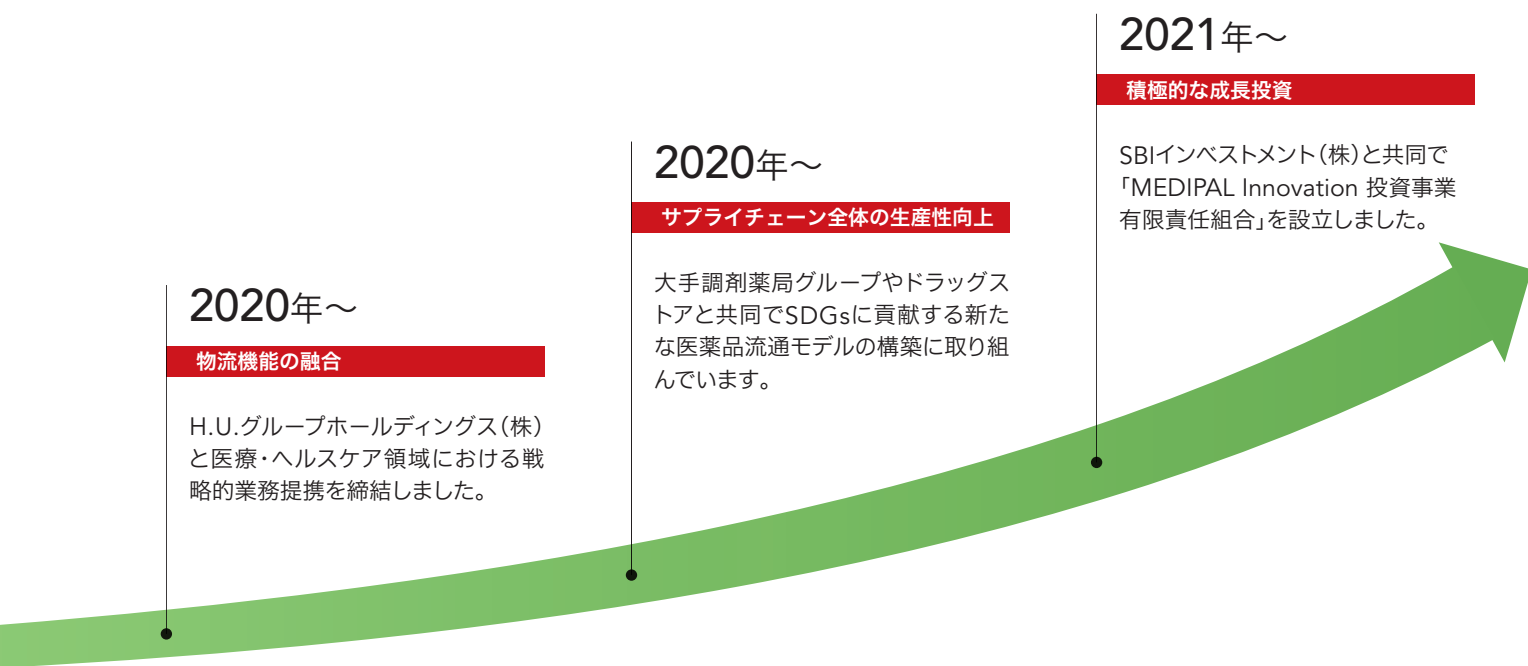 2020年～
物流機能の融合
H.U.グループホールディングス（株）
と医療・ヘルスケア領域における戦
略的業務提携を締結しました。
2020年～
サプライチェーン全体の生産性向上
大手調剤薬局グループやドラッグス
トアと共同でSDGsに貢献する新た
な医薬品流通モデルの構築に取り組
んでいます。
2021年～
積極的な成長投資
SBIインベストメント（株）と共同で
「MEDIPAL Innovation 投資事業
有限責任組合」を設立しました。